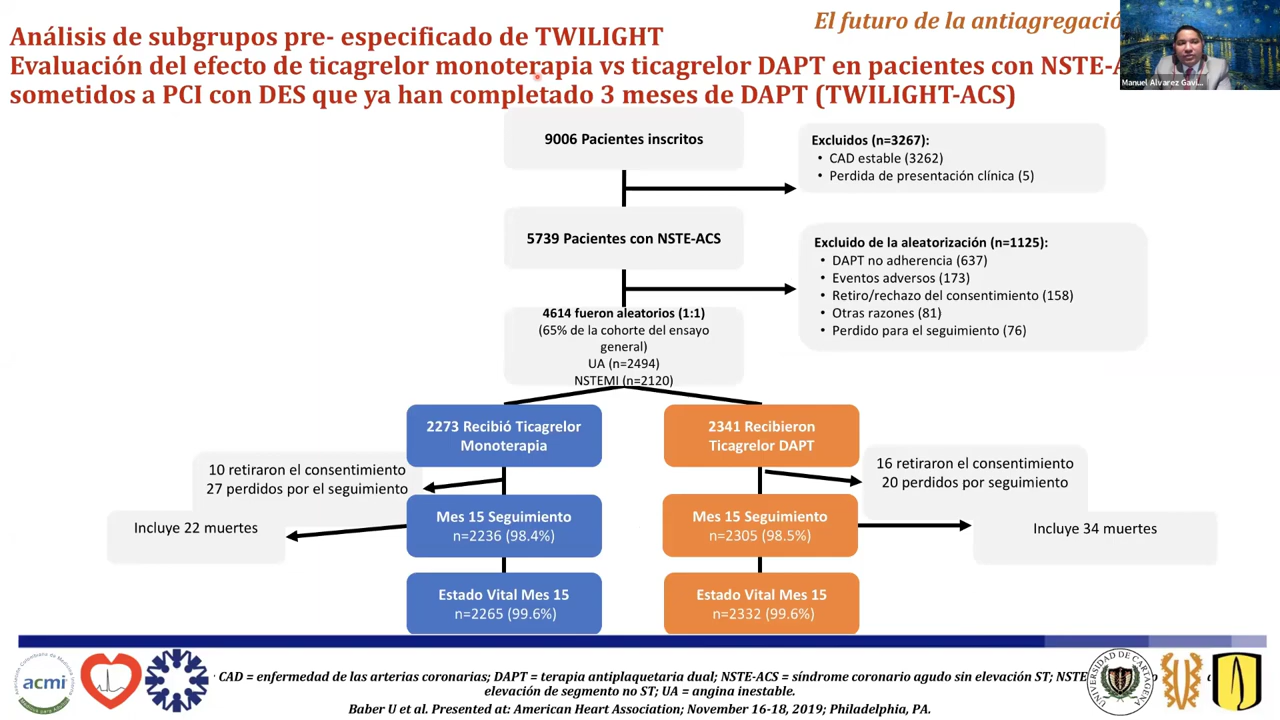 El futuro de la antiagregació
Análisis de subgrupos pre- especificado de TWILIGHT
Evaluación del efecto de ticagrelor monoterapia vs ticagrelor DAPT en pacientes con NSTE-A
sometidos a PCI con DES que ya han completado 3 meses de DAPT (TWILIGHT-ACS)
Manuel Alvarez Gavi...
9006 Pacientes inscritos
Excluidos (n=3267):
• CAD estable (3262)
• Perdida de presentación clínica (5)
5739 Pacientes con NSTE-ACS
Excluido de la aleatorización (n=1125):
• DAPT no adherencia (637)
• Eventos adversos (173)
• Retiro/rechazo del consentimiento (158)
• Otras razones (81)
• Perdido para el seguimiento (76)
4614 fueron aleatorios (1:1)
(65% de la cohorte del ensayo
general)
UA (n=2494)
NSTEMI (n=2120)
2273 Recibió Ticagrelor
Monoterapia
2341 Recibieron
Ticagrelor DAPT
10 retiraron el consentimiento
27 perdidos por el seguimiento
16 retiraron el consentimiento
20 perdidos por seguimiento
Mes 15 Seguimiento
n=2236 (98.4%)
Mes 15 Seguimiento
n=2305 (98.5%)
Incluye 22 muertes
Incluye 34 muertes
Estado Vital Mes 15
n=2265 (99.6%)
Estado Vital Mes 15
n=2332 (99.6%)
CAD = enfermedad de las arterias coronarias; DAPT = terapia antiplaquetaria dual; NSTE-ACS = síndrome coronario agudo sin elevación ST; NSTE
elevación de segmento no ST; UA = angina inestable.
Baber U et al. Presented at: American Heart Association; November 16-18, 2019; Philadelphia, PA.
acmi
UNIVERSIDAD DE CARTAGENA